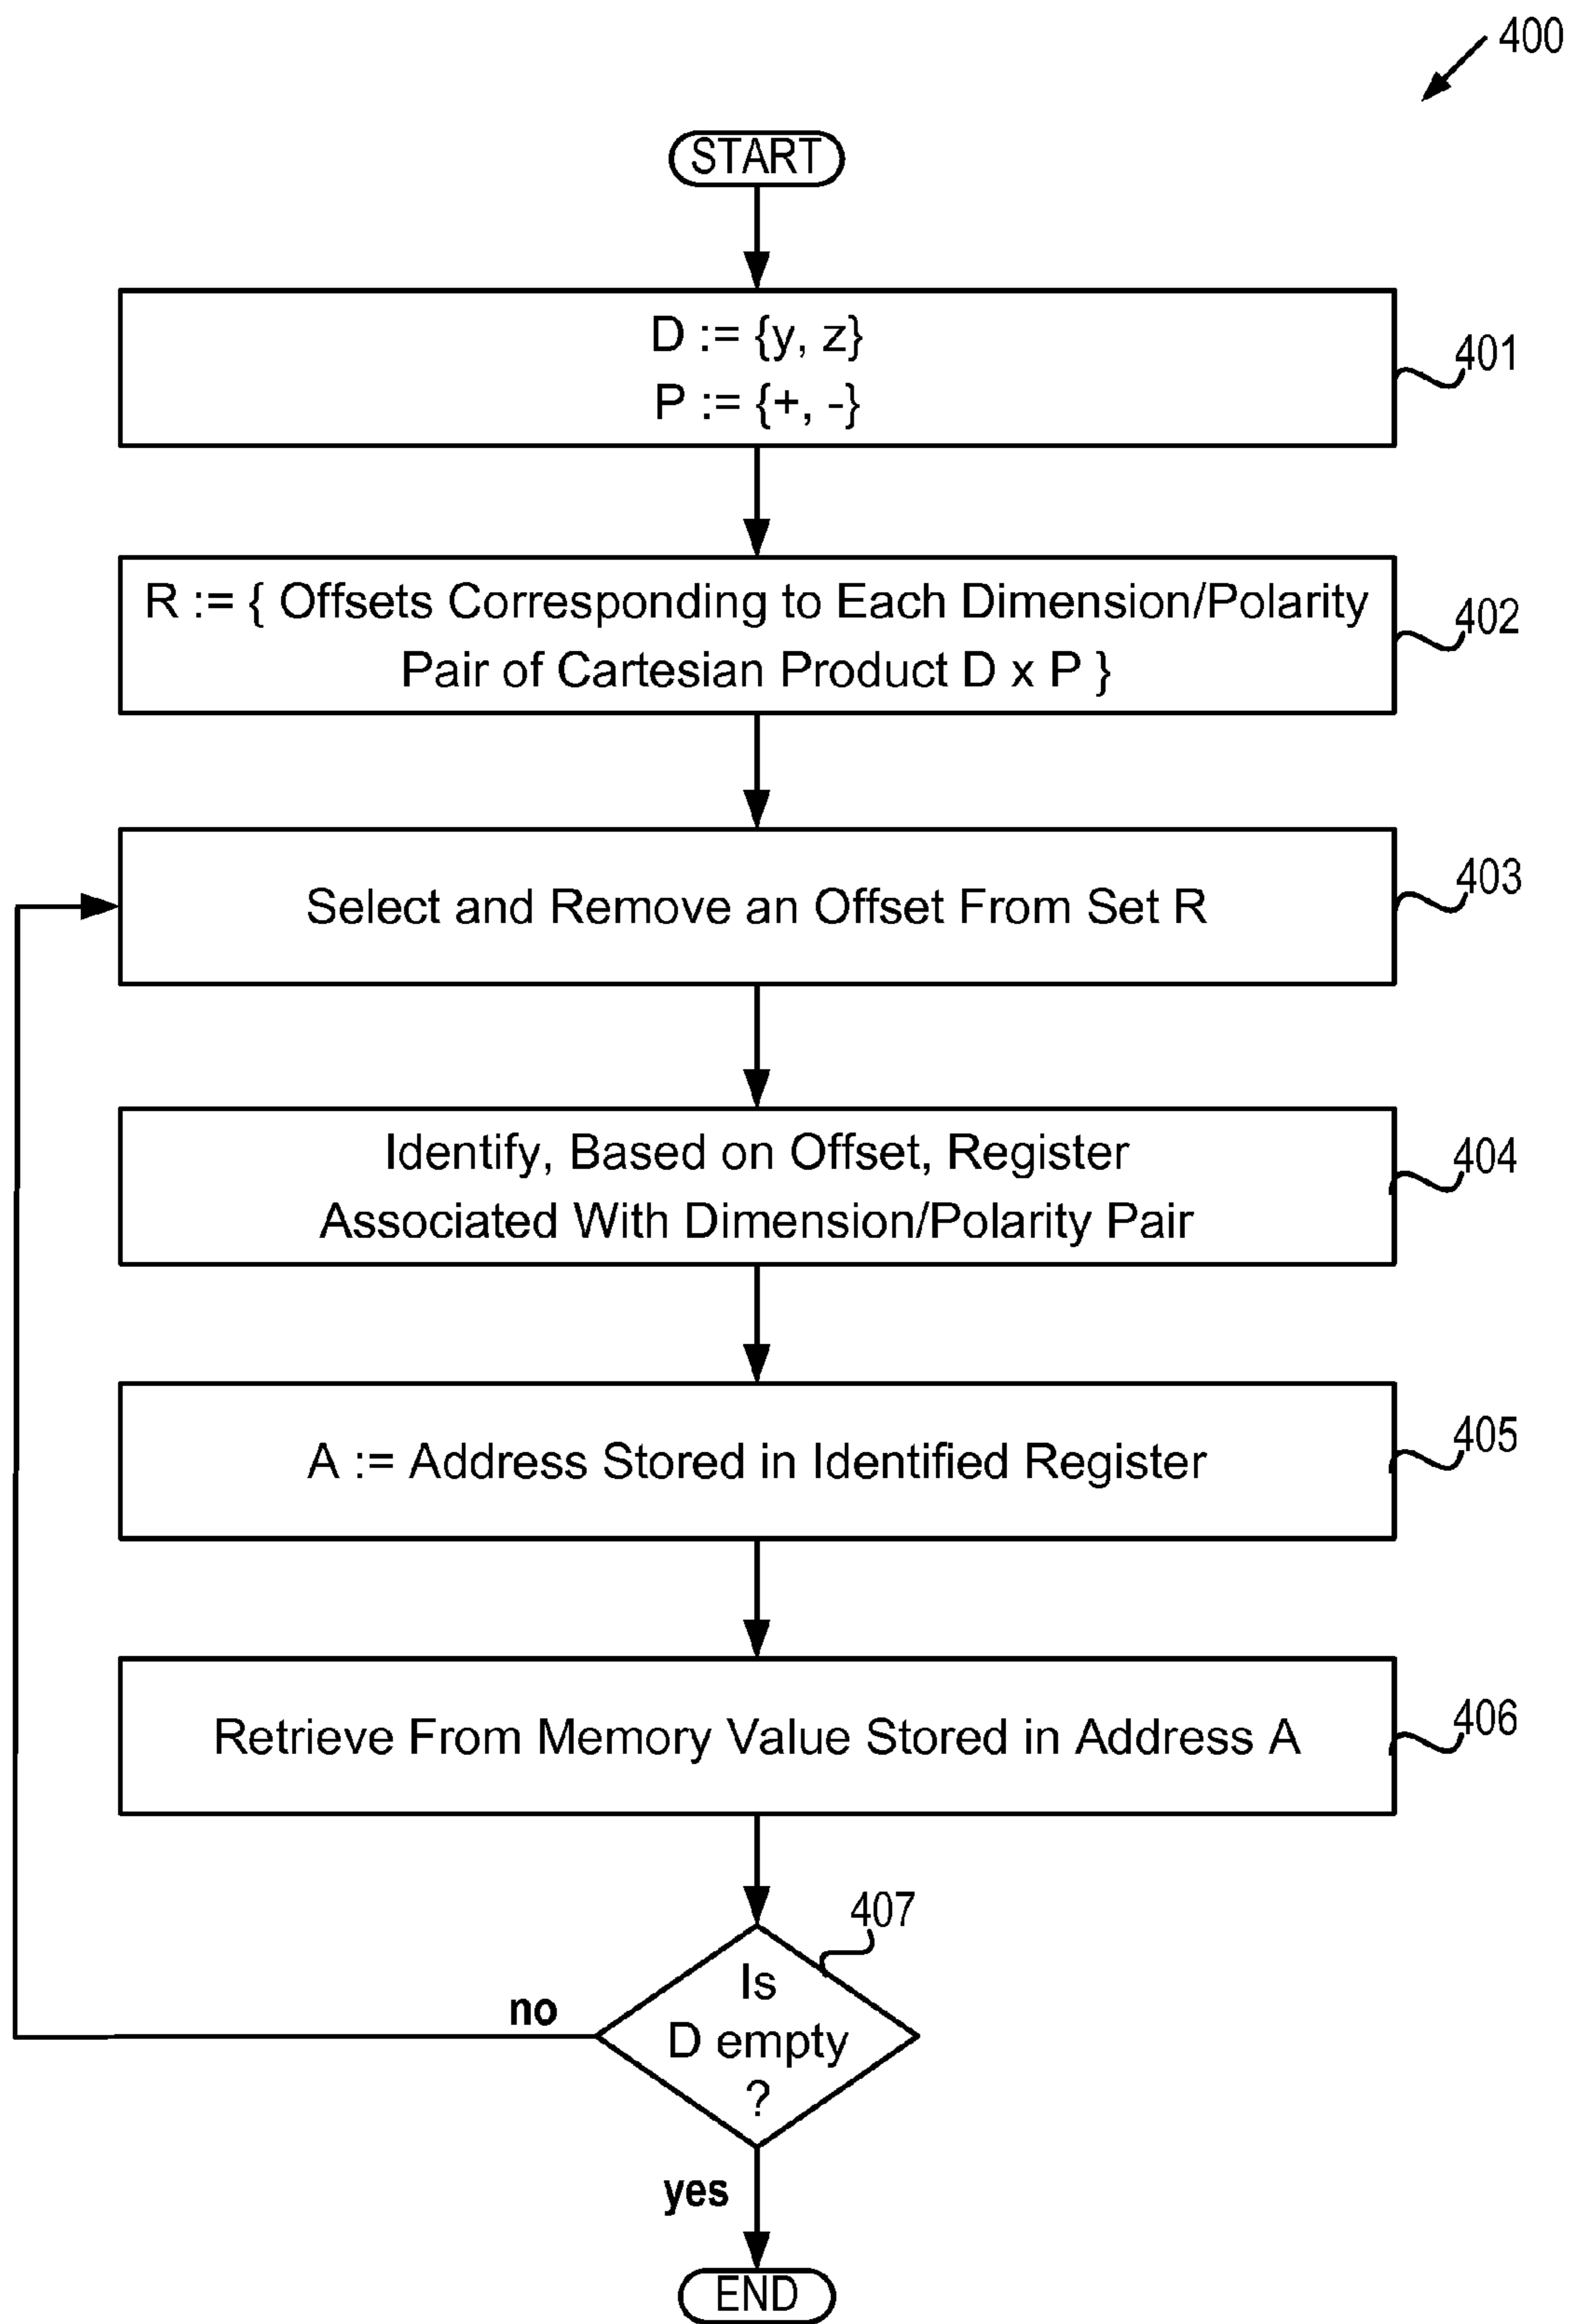 400
START
D := {y, z}
P := {+, -}
401
R := { Offsets Corresponding to Each Dimension/Polarity
Pair of Cartesian Product D x P }
402
Select and Remove an Offset From Set R
403
Identify, Based on Offset, Register
Associated With Dimension/Polarity Pair
404
A := Address Stored in Identified Register
405
Retrieve From Memory Value Stored in Address A
406
407
Is
D empty
?
no
yes
END